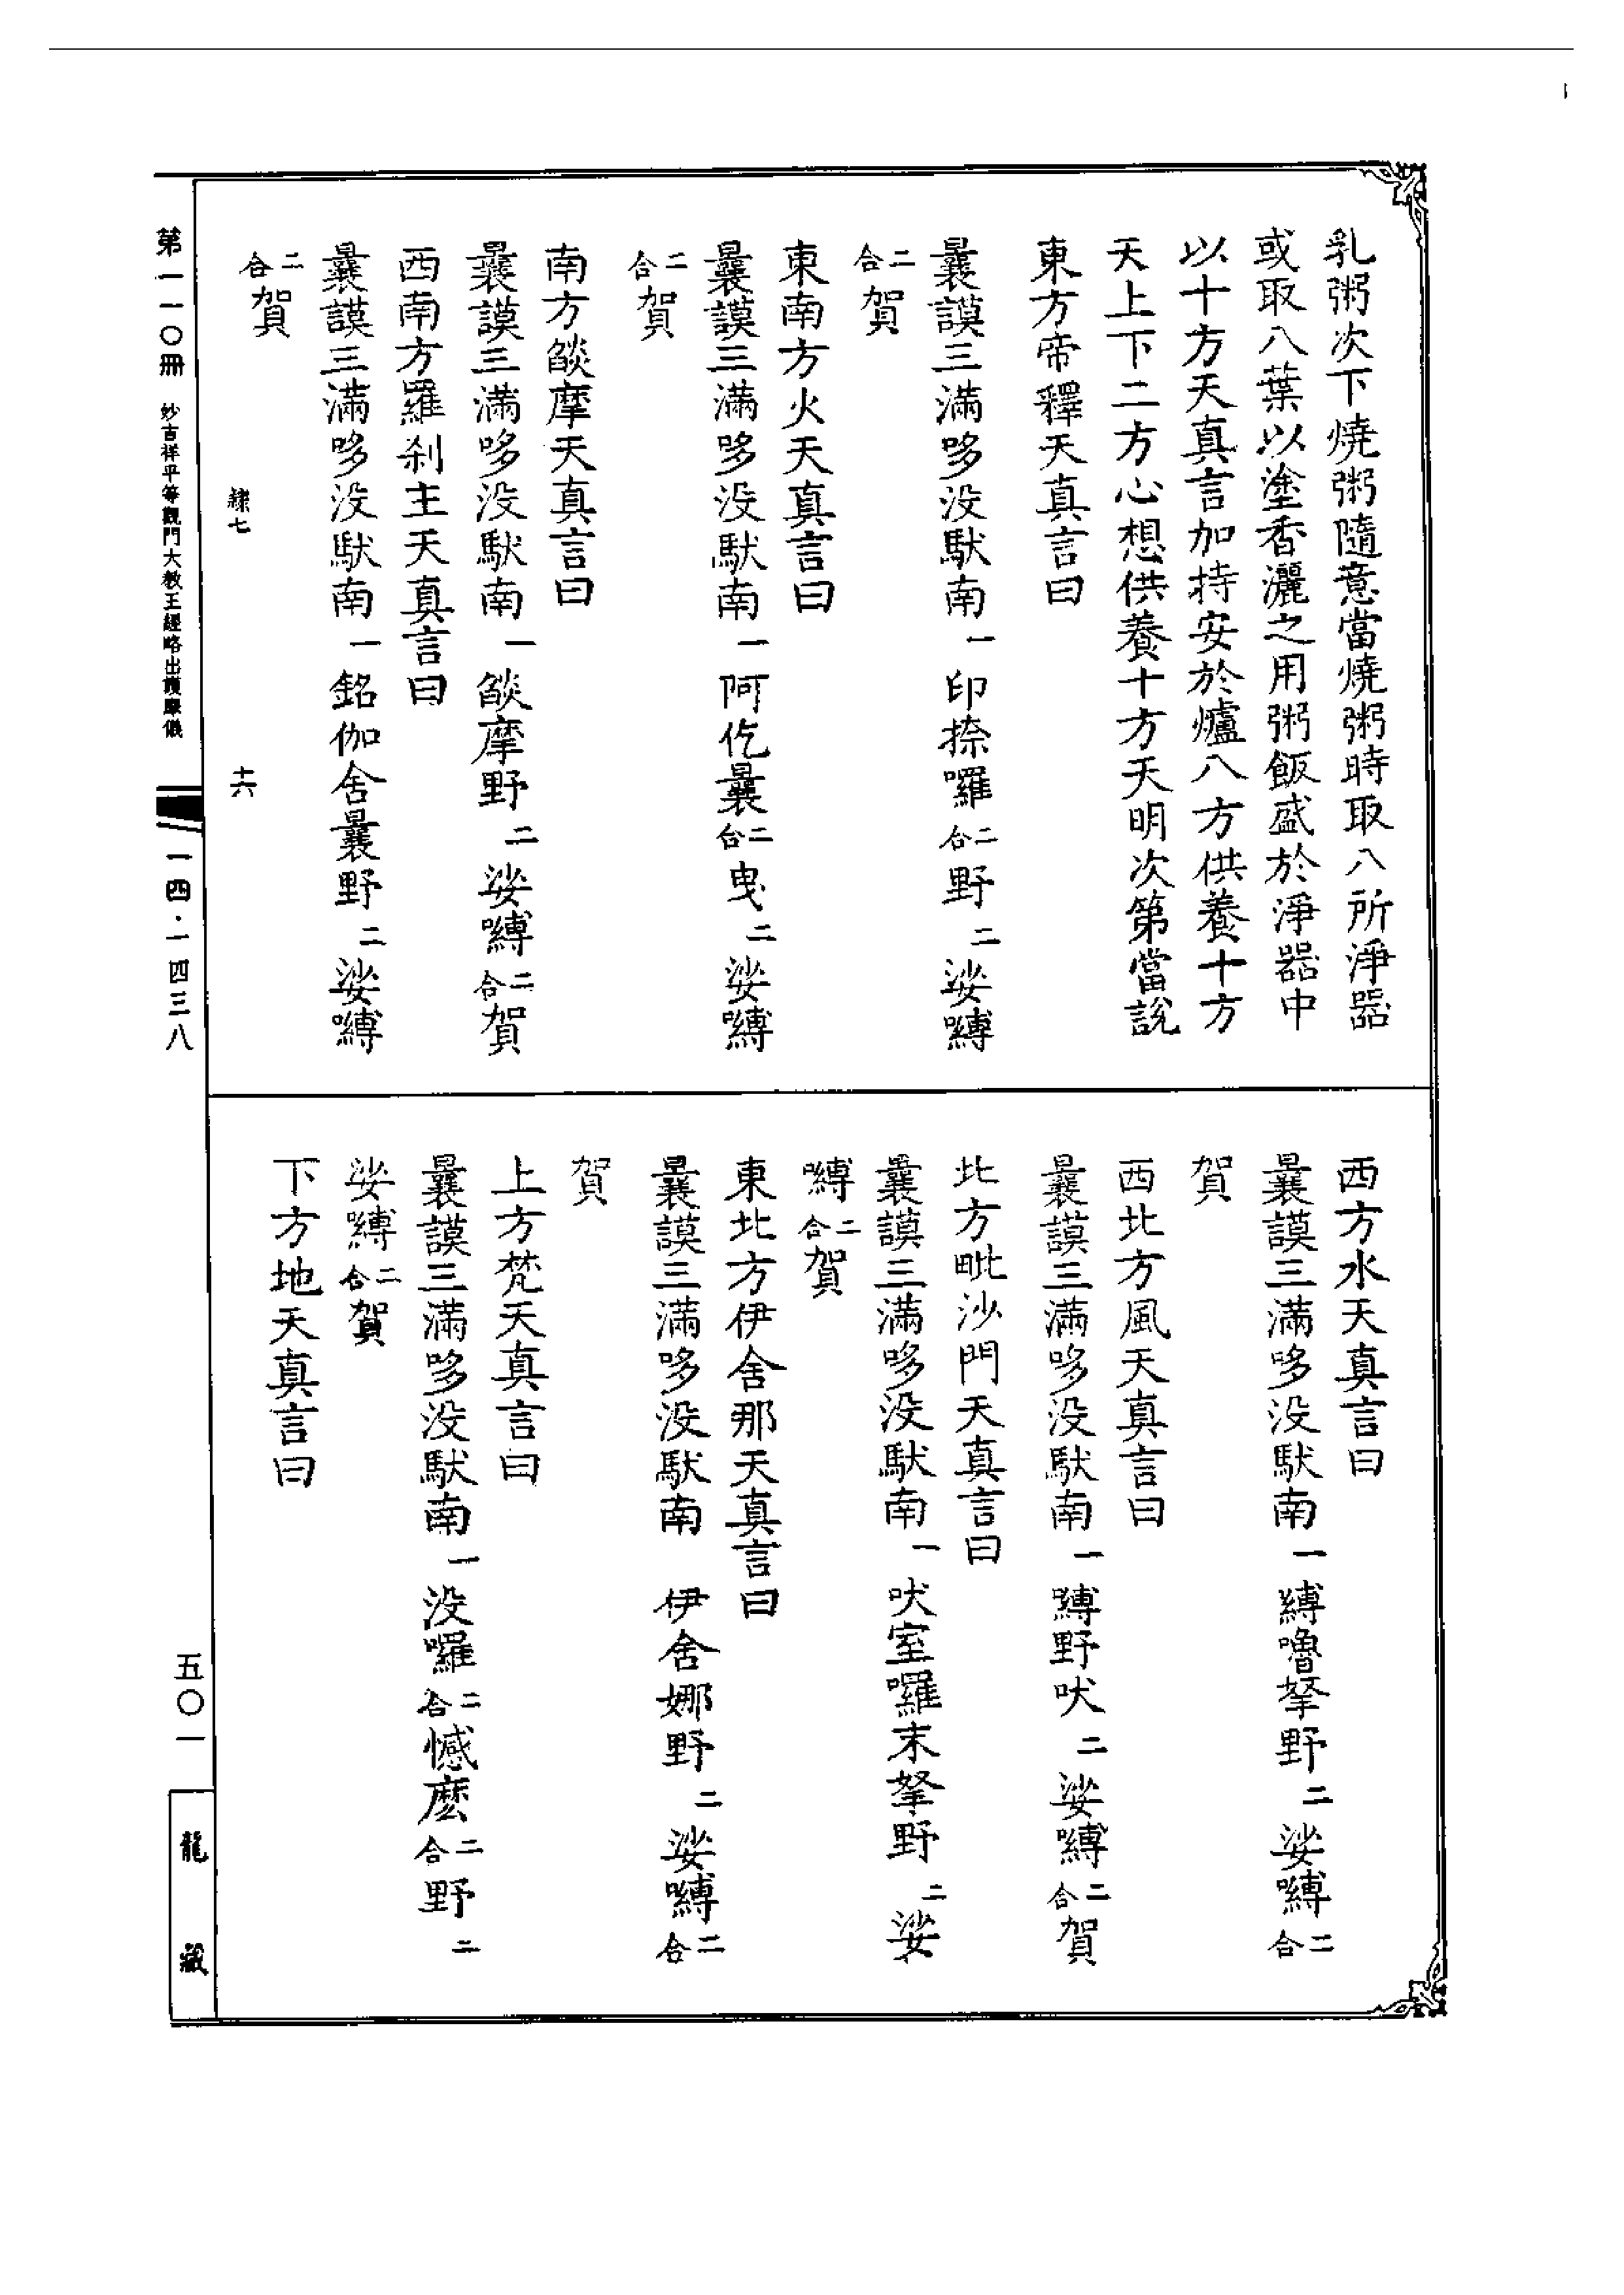 乳粥次下燒粥隨意當燒粥時取八所淨器
或取八葉以塗香灑之用粥飯盛於淨器中
以十方天真言加持安於爐八方供養十方
天上下二方心想供養十方天明次第當說
東方帝釋天真言曰
曩謨三滿哆没馱南一印捺囉二合野二娑嚩
二合賀
東南方火天真言曰
曩謨三滿哆没馱南一阿仡曩二合曳二娑嚩
二合賀
南方燄摩天真言曰
曩謨三滿哆没馱南一燄摩野二娑嚩二合賀
西南方羅刹主天真言曰
曩謨三滿哆没馱南一銘伽舍曩野二娑嚩
二合賀
西方水天真言曰
曩謨三滿哆没馱南一嚩嚕拏野二娑嚩二合
賀
西北方風天真言曰
曩謨三滿哆没馱南一嚩野吠二娑嚩二合賀
北方毗沙門天真言曰
曩謨三滿哆没馱南一吠室囉末拏野二娑
嚩二合賀
東北方伊舍那天真言曰
曩謨三滿哆没馱南 伊舍娜野二娑嚩二合
賀
上方梵天真言曰
曩謨三滿哆没馱南一没囉二合憾麽二合野二
娑嚩二合賀
下方地天真言曰
七
十六
第一一〇冊 妙吉祥平等觀門大教王經略出護摩儀
一四·一四三八
五〇一
龍藏